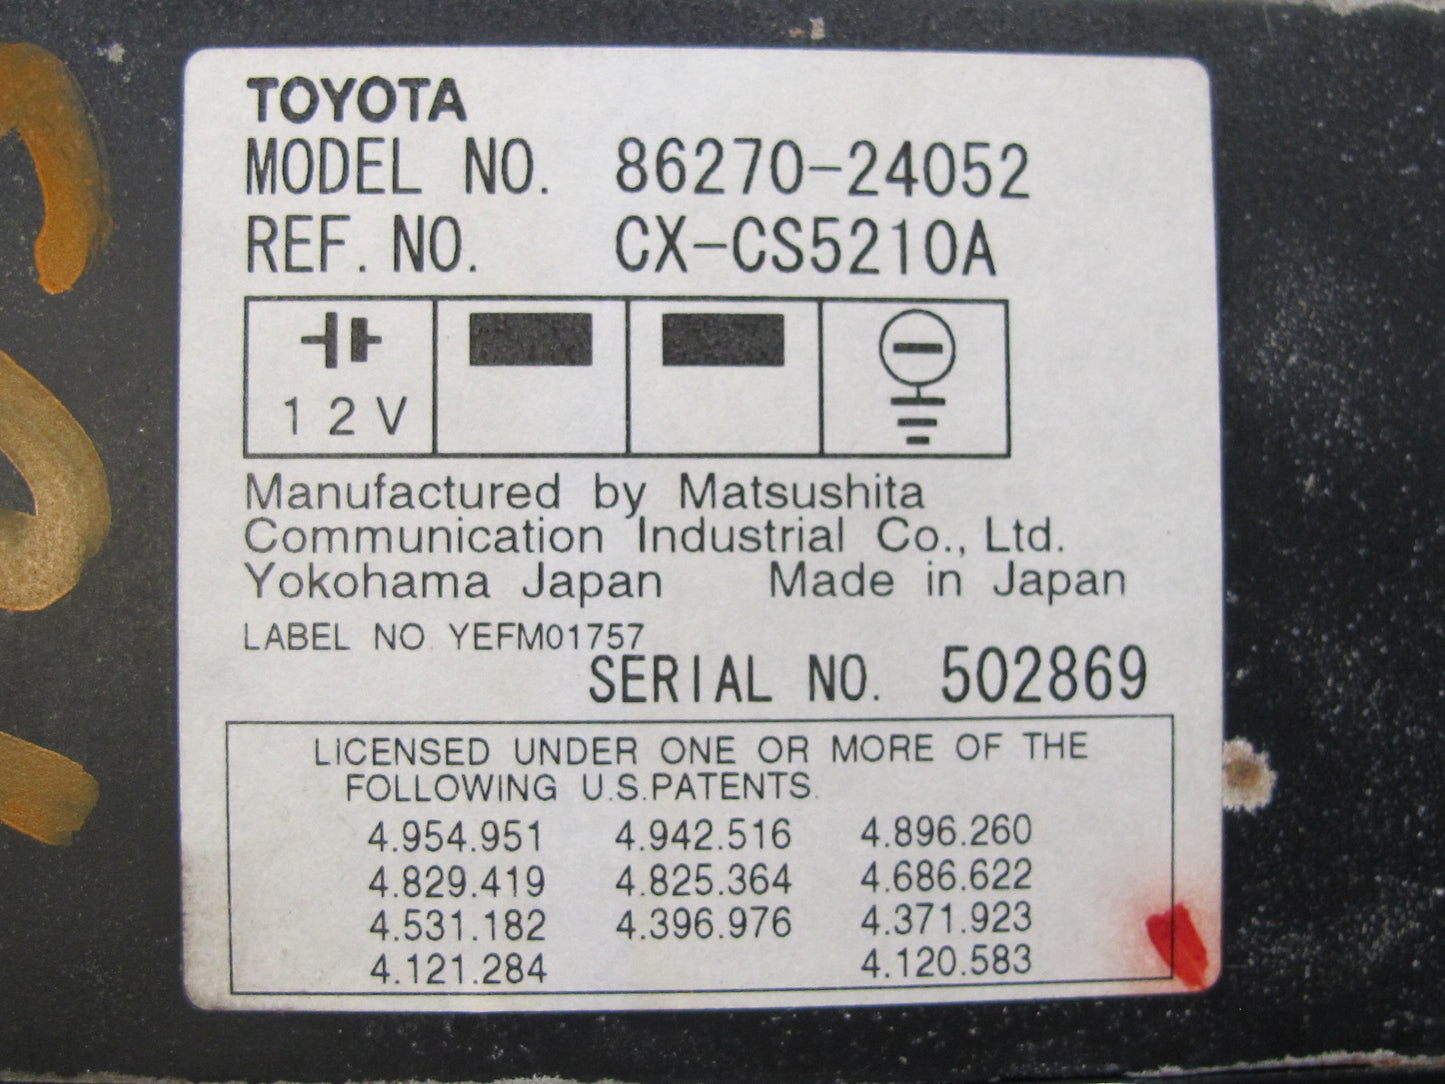 TOYOTA
MODEL NO. 86270-24052
REF. NO. CX-CS5210A
12V
Manufactured by Matsushita
Communication Industrial Co., Ltd.
Yokohama Japan Made in Japan
LABEL NO. YEFM01757
SERIAL NO. 502869
LICENSED UNDER ONE OR MORE OF THE
FOLLOWING U.S.PATENTS.
4.954.951 4.942.516 4.896.260
4.829.419 4.825.364 4.686.622
4.531.182 4.396.976 4.371.923
4.121.284 4.120.583